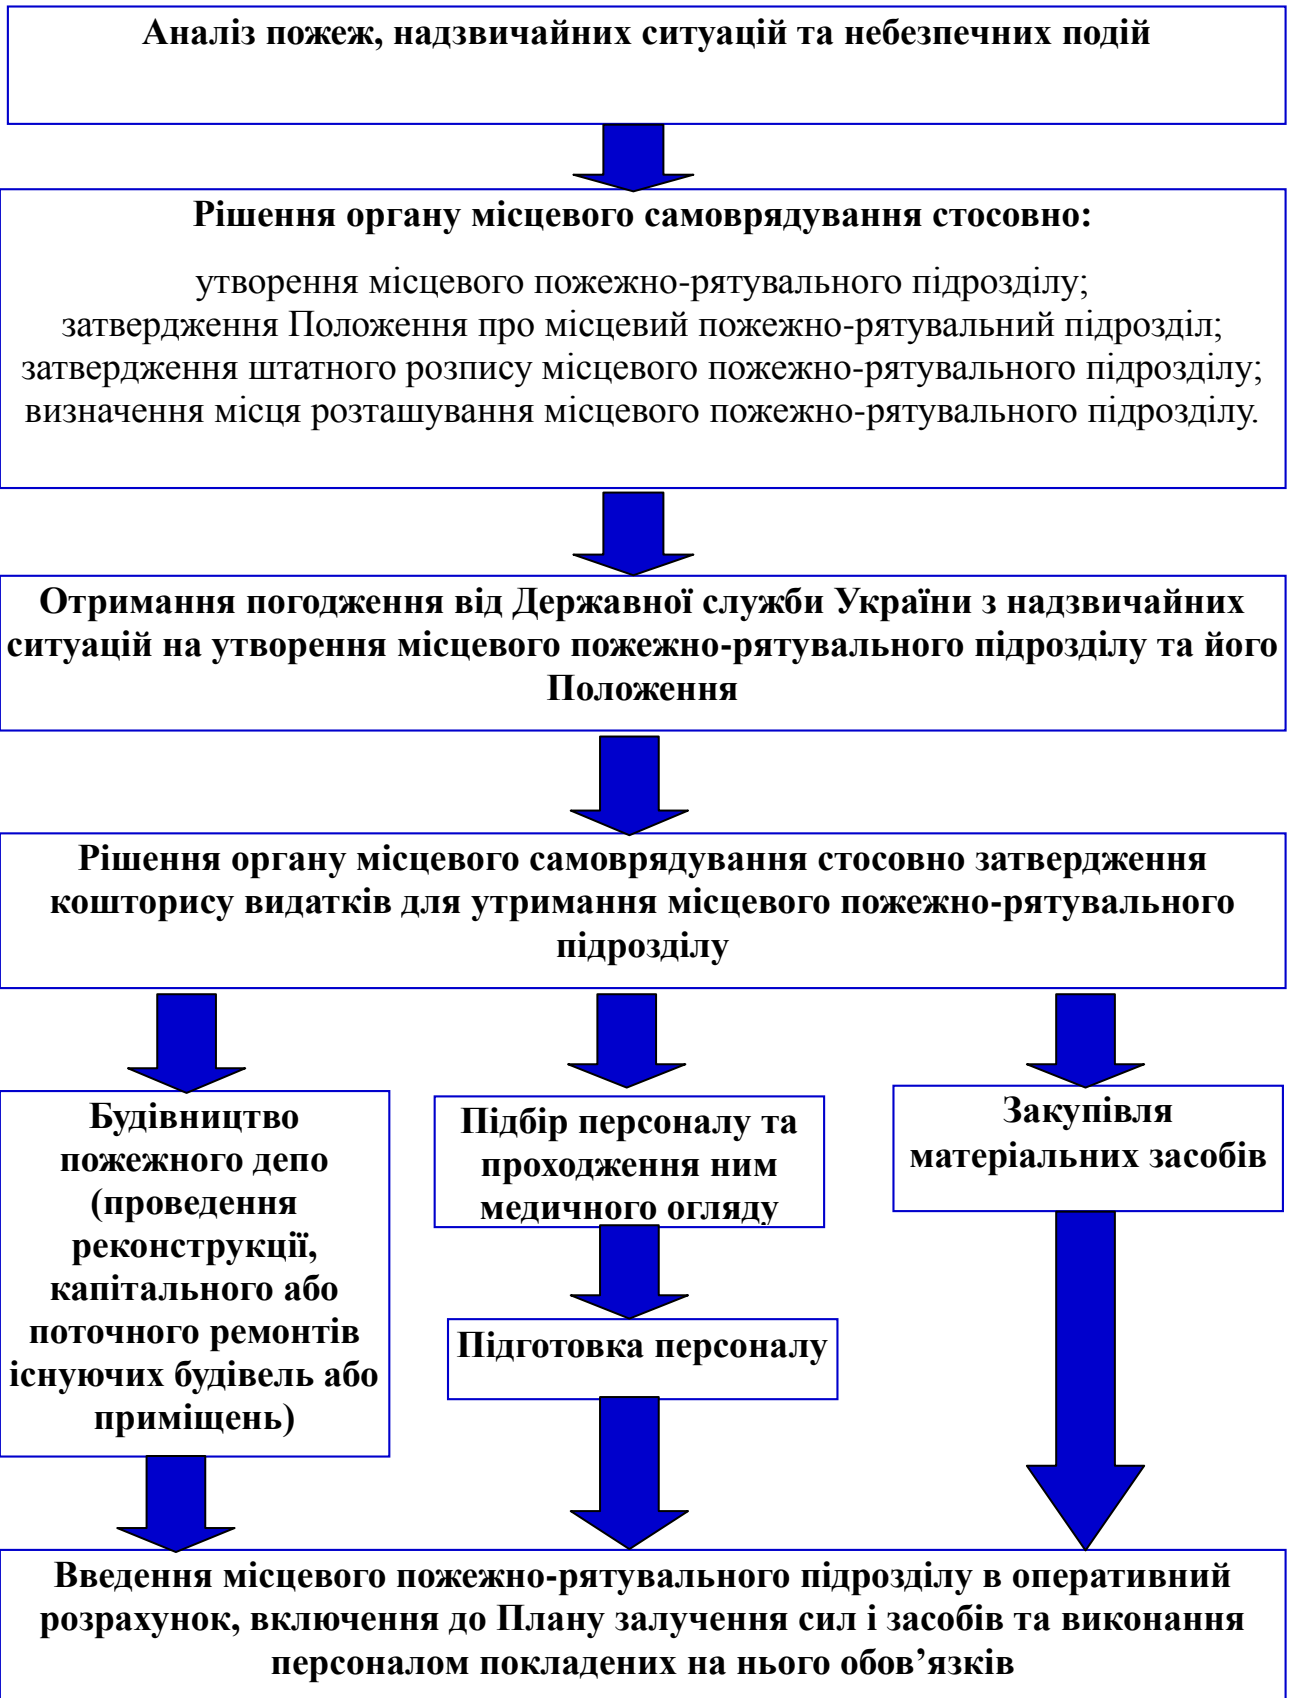 Аналіз пожеж, надзвичайних ситуацій та небезпечних подій
Рішення органу місцевого самоврядування стосовно:
утворення місцевого пожежно-рятувального підрозділу;
затвердження Положення про місцевий пожежно-рятувальний підрозділ;
затвердження штатного розпису місцевого пожежно-рятувального підрозділу;
визначення місця розташування місцевого пожежно-рятувального підрозділу.
Отримання погодження від Державної служби України з надзвичайних
ситуацій на утворення місцевого пожежно-рятувального підрозділу та його
Положення
Рішення органу місцевого самоврядування стосовно затвердження
кошторису видатків для утримання місцевого пожежно-рятувального
підрозділу
Будівництво
пожежного депо
(проведення
реконструкції,
капітального або
поточного ремонтів
існуючих будівель або
приміщень)
Підбір персоналу та
проходження ним
медичного огляду
Підготовка персоналу
Закупівля
матеріальних засобів
Введення місцевого пожежно-рятувального підрозділу в оперативний
розрахунок, включення до Плану залучення сил і засобів та виконання
персоналом покладених на нього обов’язків